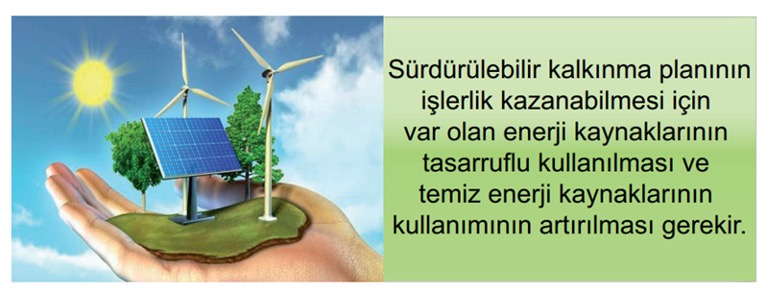 Sürdürülebilir kalkınma planının
işlerlik kazanabilmesi için
var olan enerji kaynaklarının
tasarruflu kullanılması ve
temiz enerji kaynaklarının
kullanımının artırılması gerekir.